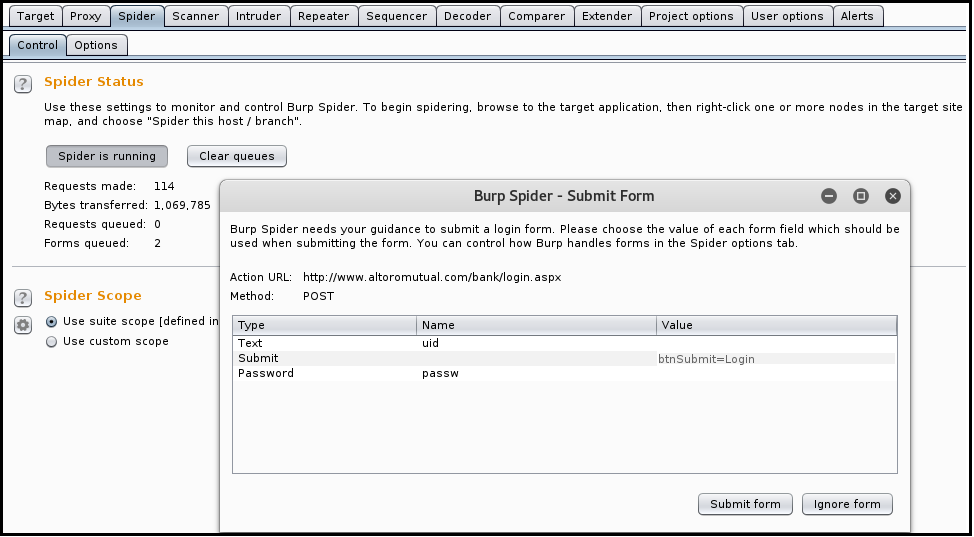 Target Proxy Spider Scanner Intruder Repeater Sequencer Decoder Comparer Extender Project options User options Alerts
Control Options
? Spider Status
Use these settings to monitor and control Burp Spider. To begin spidering, browse to the target application, then right-click one or more nodes in the target site
map, and choose "Spider this host / branch".
Spider is running Clear queues
Requests made: 114
Bytes transferred: 1,069,785
Requests queued: 0
Forms queued: 2
? Spider Scope
Use suite scope [defined in
Use custom scope
Burp Spider - Submit Form
Burp Spider needs your guidance to submit a login form. Please choose the value of each form field which should be
used when submitting the form. You can control how Burp handles forms in the Spider options tab.
Action URL: http://www.altoromutual.com/bank/login.aspx
Method: POST
Type Name Value
Text uid
Submit btnSubmit=Login
Password passw
Submit form Ignore form